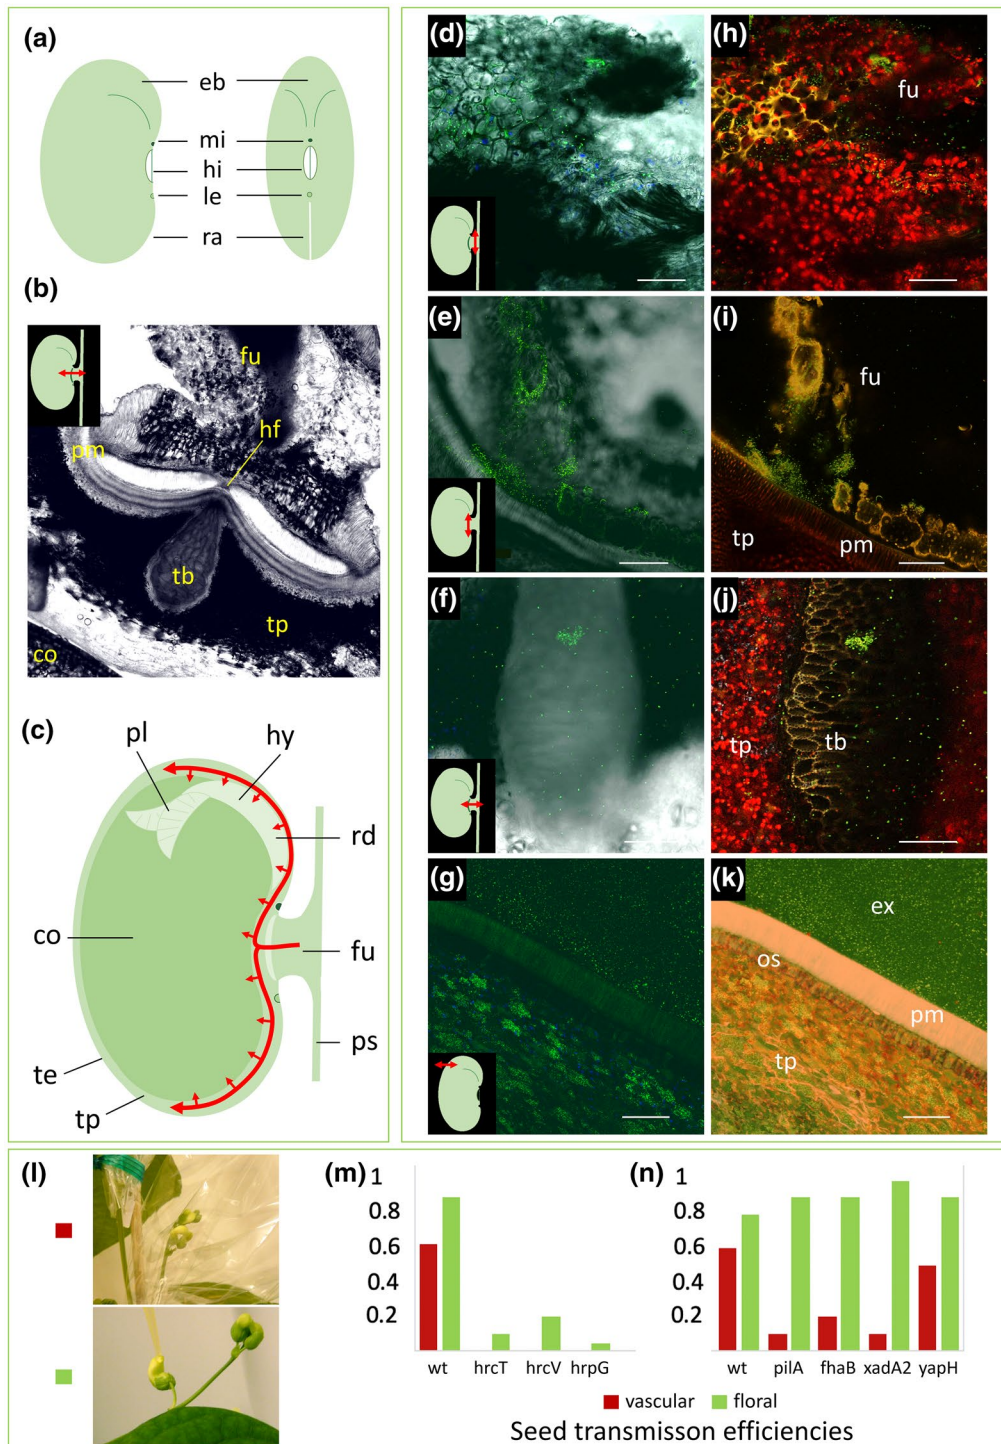 (a)
eb
mi
hi
le
ra
(b)
fu
hf
pm
tb
tp
co
(c)
pl
hy
rd
co
fu
ps
te
tp
(d)
(h)
fu
(e)
(i)
fu
tp
pm
(f)
(j)
tp
tb
(g)
(k)
ex
os
pm
tp
(l)
(m)
1
0.8
0.6
0.4
0.2
wt hrcT hrcV hrpG
(n)
1
0.8
0.6
0.4
0.2
wt pilA fhaB xadA2 yapH
vascular floral
Seed transmisson efficiencies